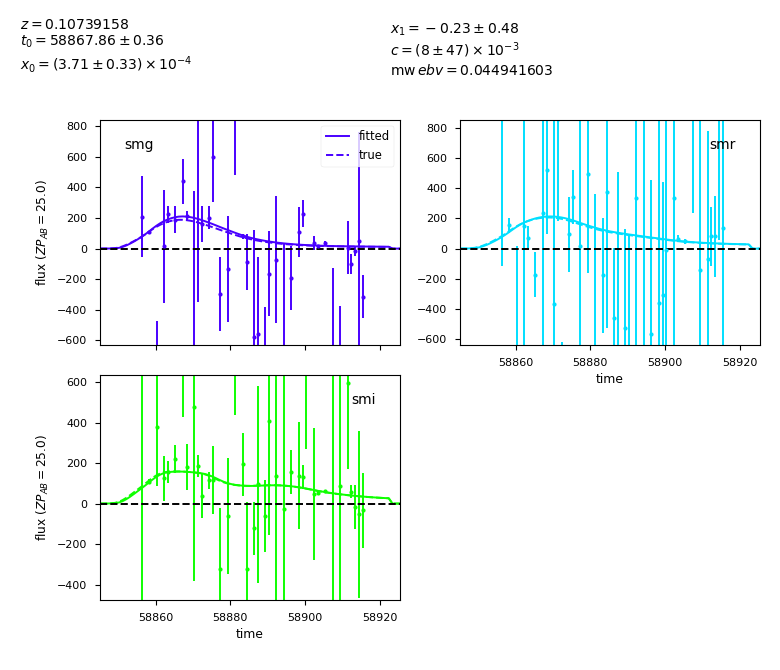 z = 0.10739158
t₀ = 58867.86 ± 0.36
x₀ = (3.71 ± 0.33) × 10⁻⁴
x₁ = −0.23 ± 0.48
c = (8 ± 47) × 10⁻³
mw ebv = 0.044941603
smg
fitted
true
800
600
400
200
0
−200
−400
−600
flux (ZP_AB = 25.0)
smr
800
600
400
200
0
−200
−400
−600
58860
58880
58900
58920
time
smi
600
400
200
0
−200
−400
flux (ZP_AB = 25.0)
58860
58880
58900
58920
time